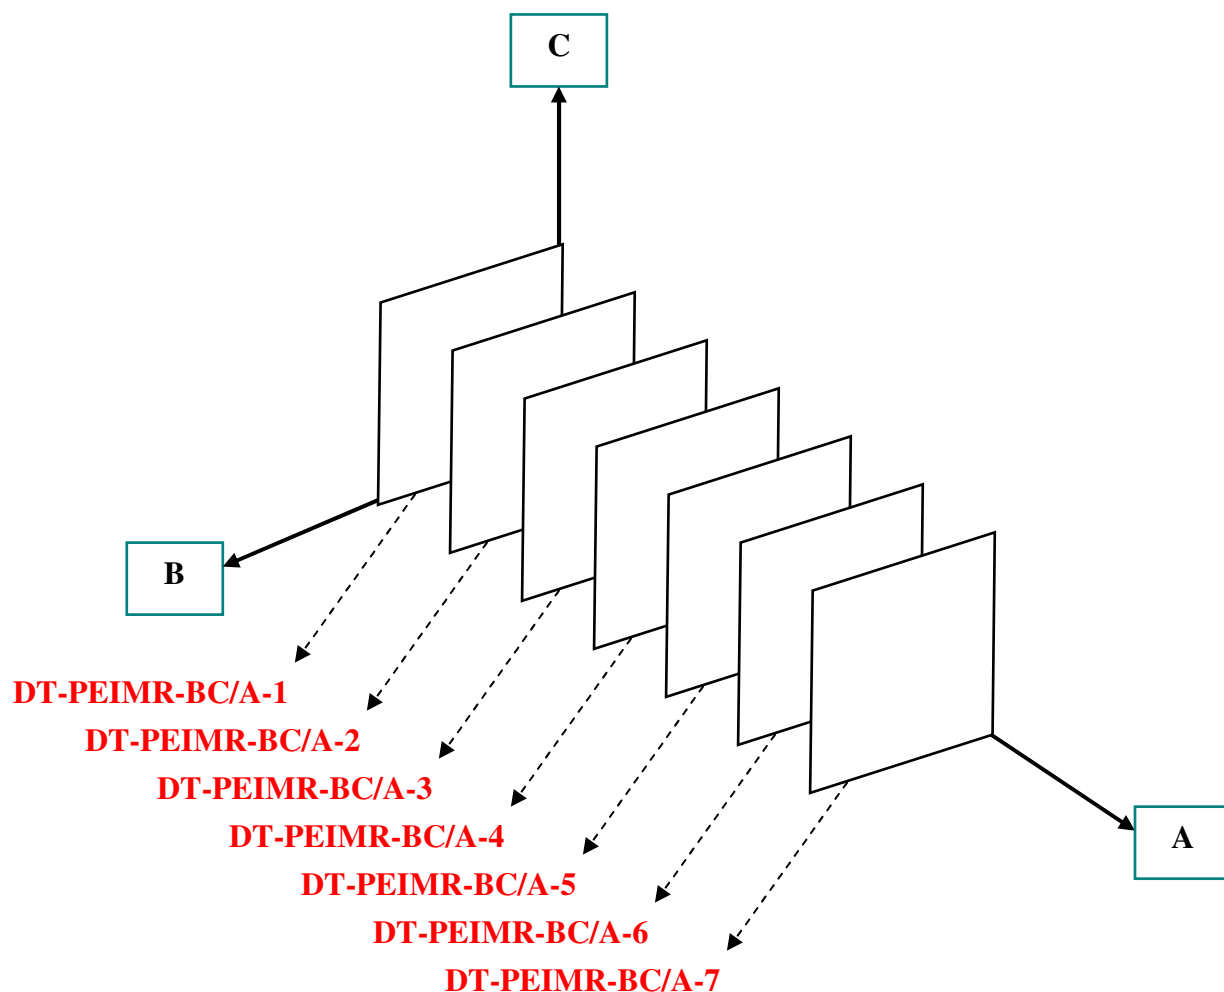 C
B
DT-PEIMR-BC/A-1
DT-PEIMR-BC/A-2
DT-PEIMR-BC/A-3
DT-PEIMR-BC/A-4
A
DT-PEIMR-BC/A-5
DT-PEIMR-BC/A-6
DT-PEIMR-BC/A-7